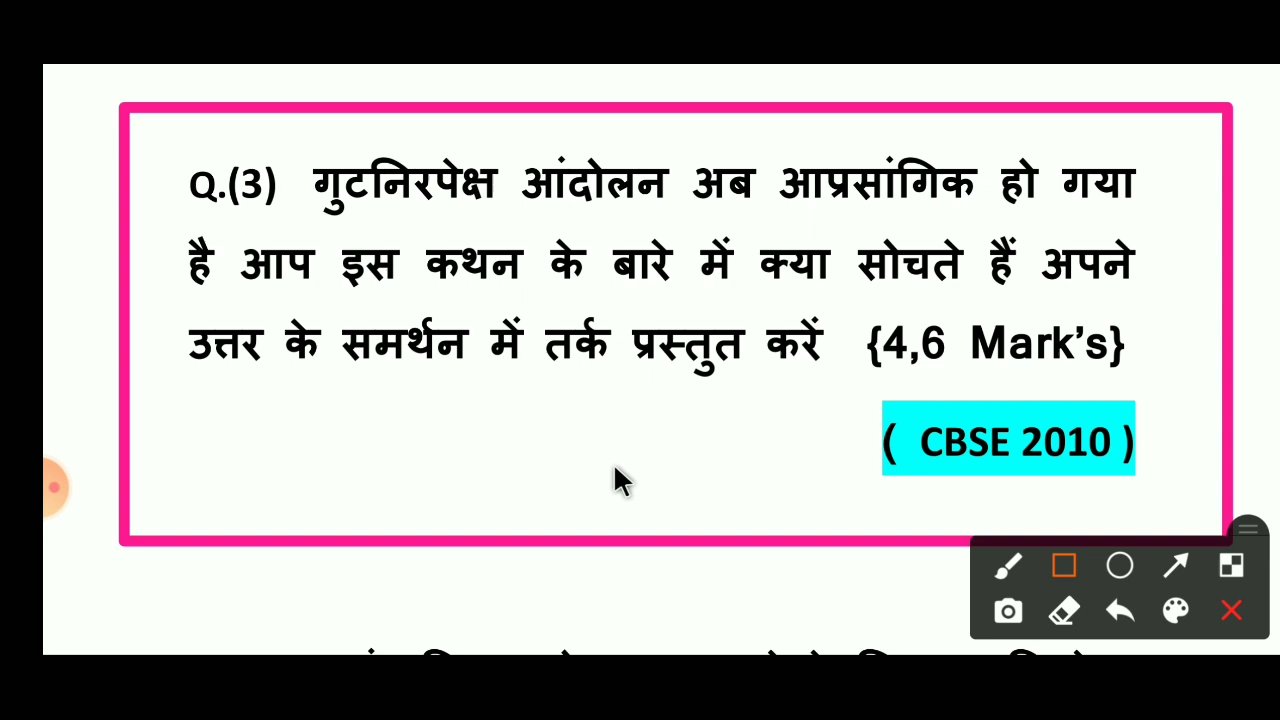 Q.(3) गुटनिरपेक्ष आंदोलन अब आप्रसांगिक हो गया
है आप इस कथन के बारे में क्या सोचते हैं अपने
उत्तर के समर्थन में तर्क प्रस्तुत करें {4,6 Mark’s}
( CBSE 2010 )